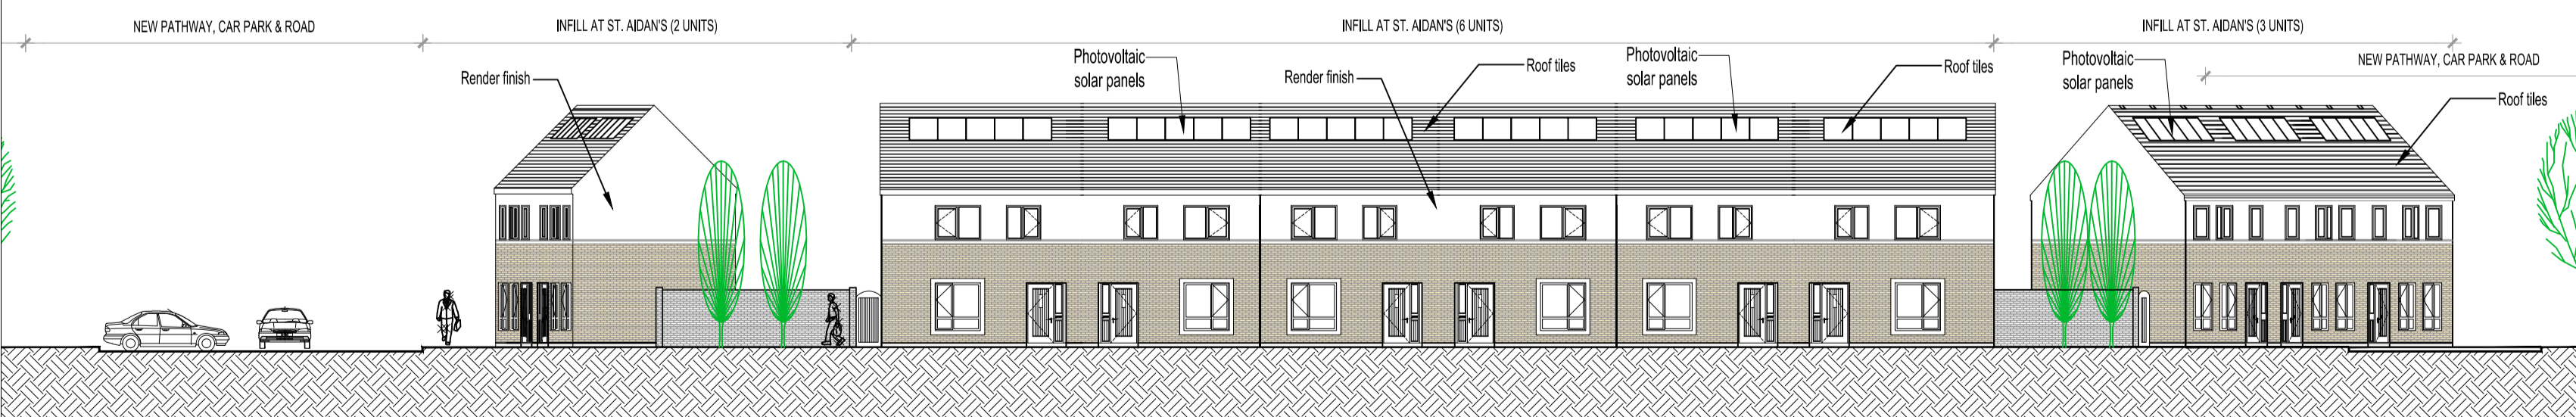 NEW PATHWAY, CAR PARK & ROAD
INFILL AT ST. AIDAN'S (2 UNITS)
INFILL AT ST. AIDAN'S (6 UNITS)
INFILL AT ST. AIDAN'S (3 UNITS)
NEW PATHWAY, CAR PARK & ROAD
Render finish
Photovoltaic
solar panels
Render finish
Roof tiles
Photovoltaic
solar panels
Roof tiles
Photovoltaic
solar panels
Roof tiles